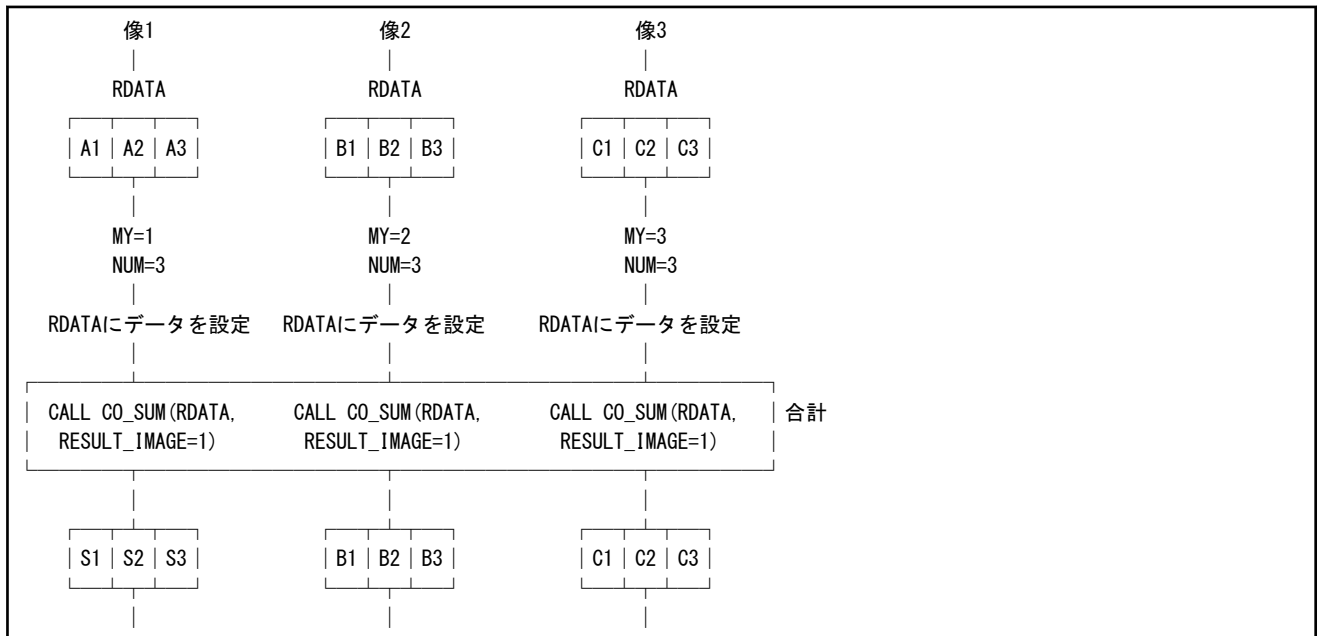 像1 像2 像3
RDATA RDATA RDATA
A1 A2 A3 B1 B2 B3 C1 C2 C3
MY=1 MY=2 MY=3
NUM=3 NUM=3 NUM=3
RDATAにデータを設定 RDATAにデータを設定 RDATAにデータを設定
CALL CO_SUM(RDATA, CALL CO_SUM(RDATA, CALL CO_SUM(RDATA, 合計
RESULT_IMAGE=1) RESULT_IMAGE=1) RESULT_IMAGE=1)
S1 S2 S3 B1 B2 B3 C1 C2 C3